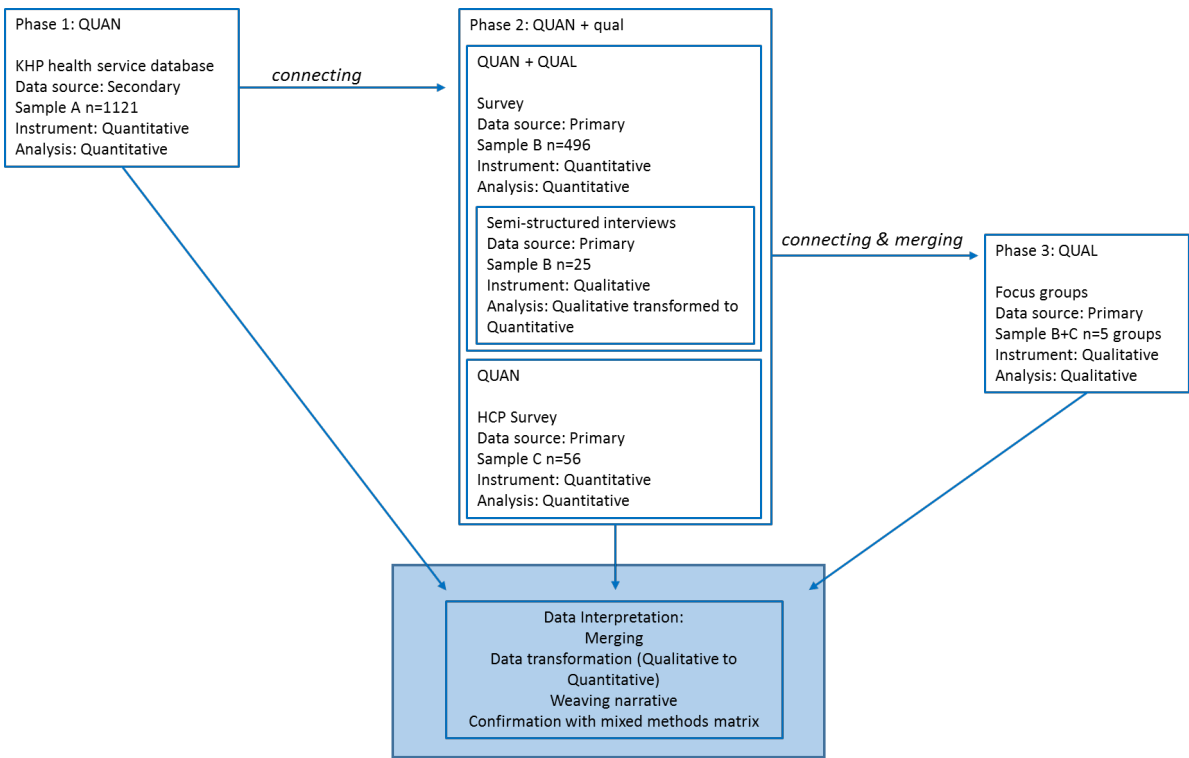 Phase 1: QUAN
KHP health service database
Data source: Secondary
Sample A n=1121
Instrument: Quantitative
Analysis: Quantitative
connecting
Phase 2: QUAN + qual
QUAN + QUAL
Survey
Data source: Primary
Sample B n=496
Instrument: Quantitative
Analysis: Quantitative
Semi-structured interviews
Data source: Primary
Sample B n=25
Instrument: Qualitative
Analysis: Qualitative transformed to
Quantitative
QUAN
HCP Survey
Data source: Primary
Sample C n=56
Instrument: Quantitative
Analysis: Quantitative
connecting & merging
Phase 3: QUAL
Focus groups
Data source: Primary
Sample B+C n=5 groups
Instrument: Qualitative
Analysis: Qualitative
Data Interpretation:
Merging
Data transformation (Qualitative to
Quantitative)
Weaving narrative
Confirmation with mixed methods matrix